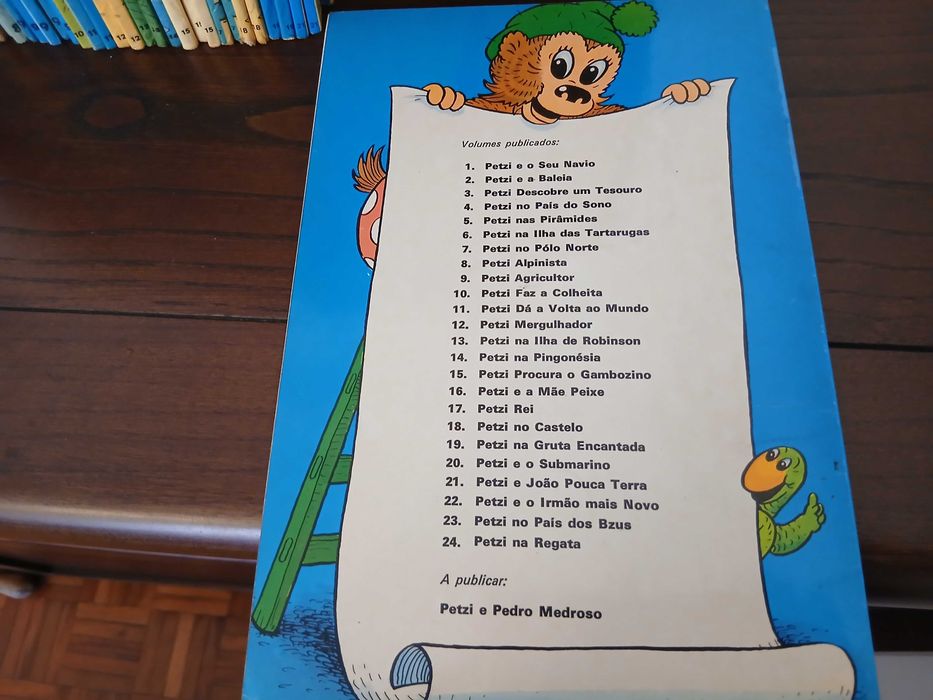 Volumes publicados:
1. Petzi e o Seu Navio
2. Petzi e a Baleia
3. Petzi Descobre um Tesouro
4. Petzi no País do Sono
5. Petzi nas Pirâmides
6. Petzi na Ilha das Tartarugas
7. Petzi no Pólo Norte
8. Petzi Alpinista
9. Petzi Agricultor
10. Petzi Faz a Colheita
11. Petzi Dá a Volta ao Mundo
12. Petzi Mergulhador
13. Petzi na Ilha de Robinson
14. Petzi na Pingonésia
15. Petzi Procura o Gambozino
16. Petzi e a Mãe Peixe
17. Petzi Rei
18. Petzi no Castelo
19. Petzi na Gruta Encantada
20. Petzi e o Submarino
21. Petzi e João Pouca Terra
22. Petzi e o Irmão mais Novo
23. Petzi no País dos Bzus
24. Petzi na Regata
A publicar:
Petzi e Pedro Medroso